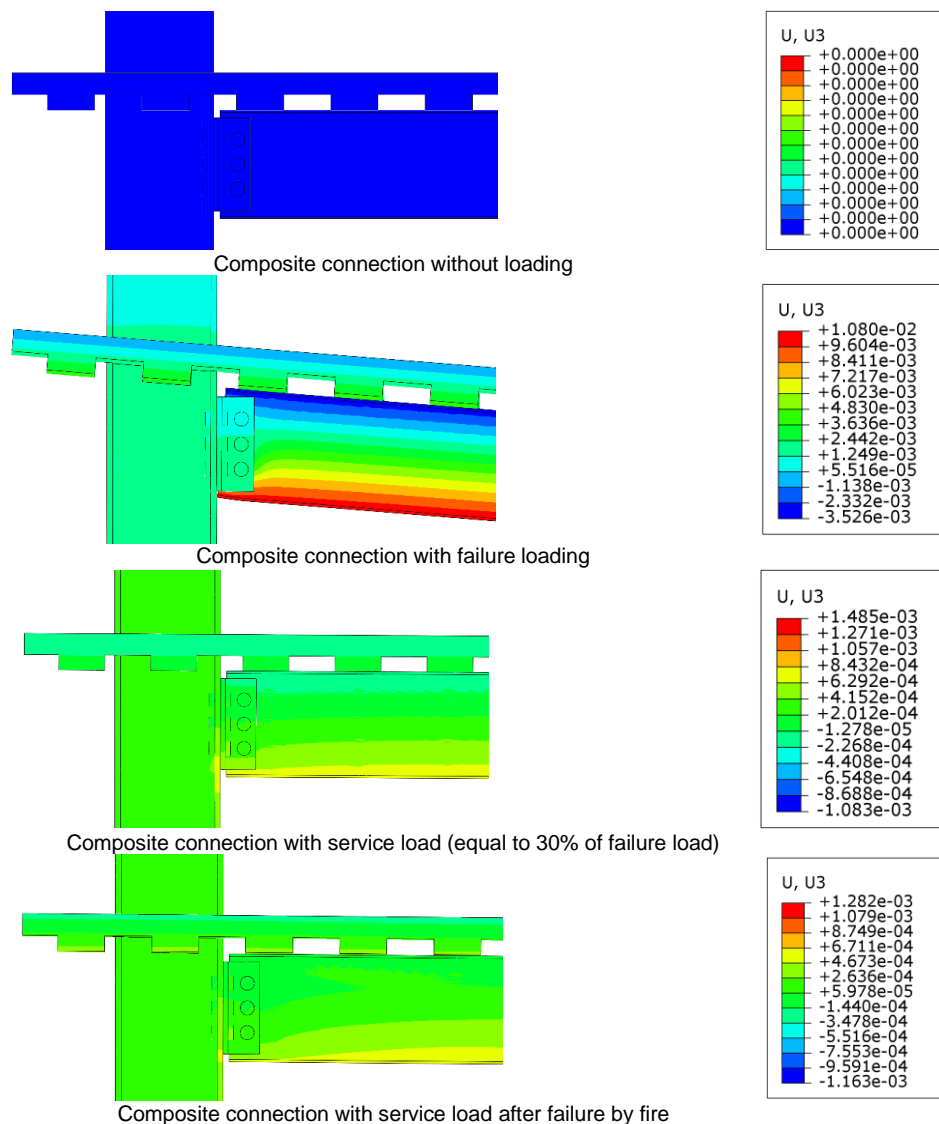 U, U3
+0.000e+00
+0.000e+00
+0.000e+00
+0.000e+00
+0.000e+00
+0.000e+00
+0.000e+00
+0.000e+00
+0.000e+00
+0.000e+00
+0.000e+00
+0.000e+00
+0.000e+00
Composite connection without loading
U, U3
+1.080e-02
+9.604e-03
+8.411e-03
+7.217e-03
+6.023e-03
+4.830e-03
+3.636e-03
+2.442e-03
+1.249e-03
+5.516e-05
-1.138e-03
-2.332e-03
-3.526e-03
Composite connection with failure loading
U, U3
+1.485e-03
+1.271e-03
+1.057e-03
+8.432e-04
+6.292e-04
+4.152e-04
+2.012e-04
-1.278e-05
-2.268e-04
-4.408e-04
-6.548e-04
-8.688e-04
-1.083e-03
Composite connection with service load (equal to 30% of failure load)
U, U3
+1.282e-03
+1.079e-03
+8.749e-04
+6.711e-04
+4.673e-04
+2.636e-04
+5.978e-05
-1.440e-04
-3.478e-04
-5.516e-04
-7.553e-04
-9.591e-04
-1.163e-03
Composite connection with service load after failure by fire